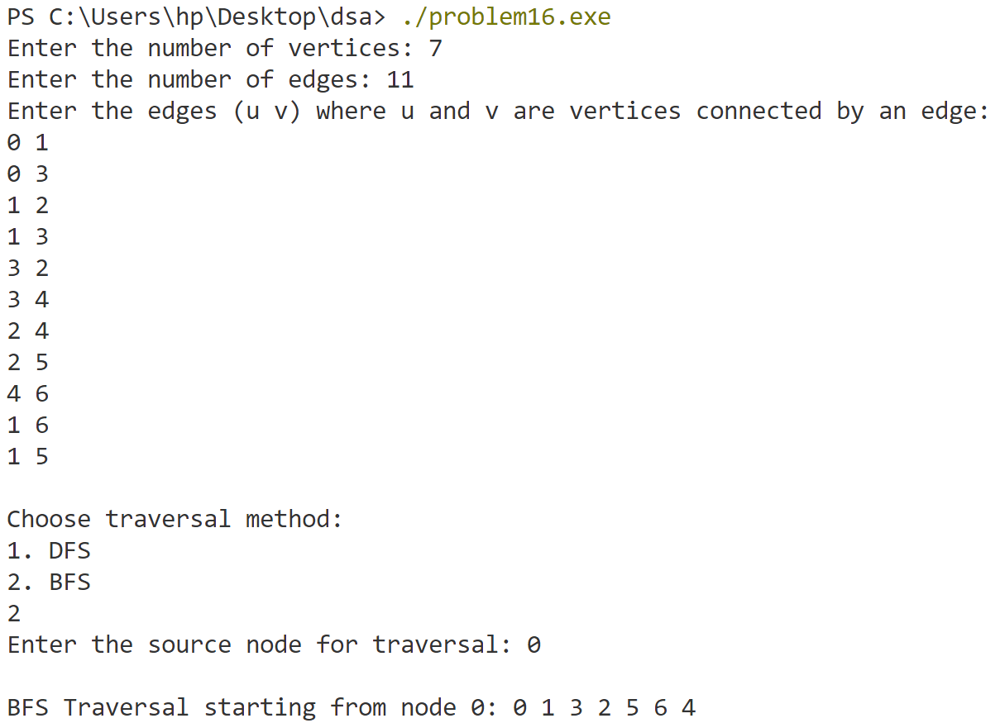 PS C:\Users\hp\Desktop\dsa> ./problem16.exe
Enter the number of vertices: 7
Enter the number of edges: 11
Enter the edges (u v) where u and v are vertices connected by an edge:
0 1
0 3
1 2
1 3
3 2
3 4
2 4
2 5
4 6
1 6
1 5
Choose traversal method:
1. DFS
2. BFS
2
Enter the source node for traversal: 0
BFS Traversal starting from node 0: 0 1 3 2 5 6 4